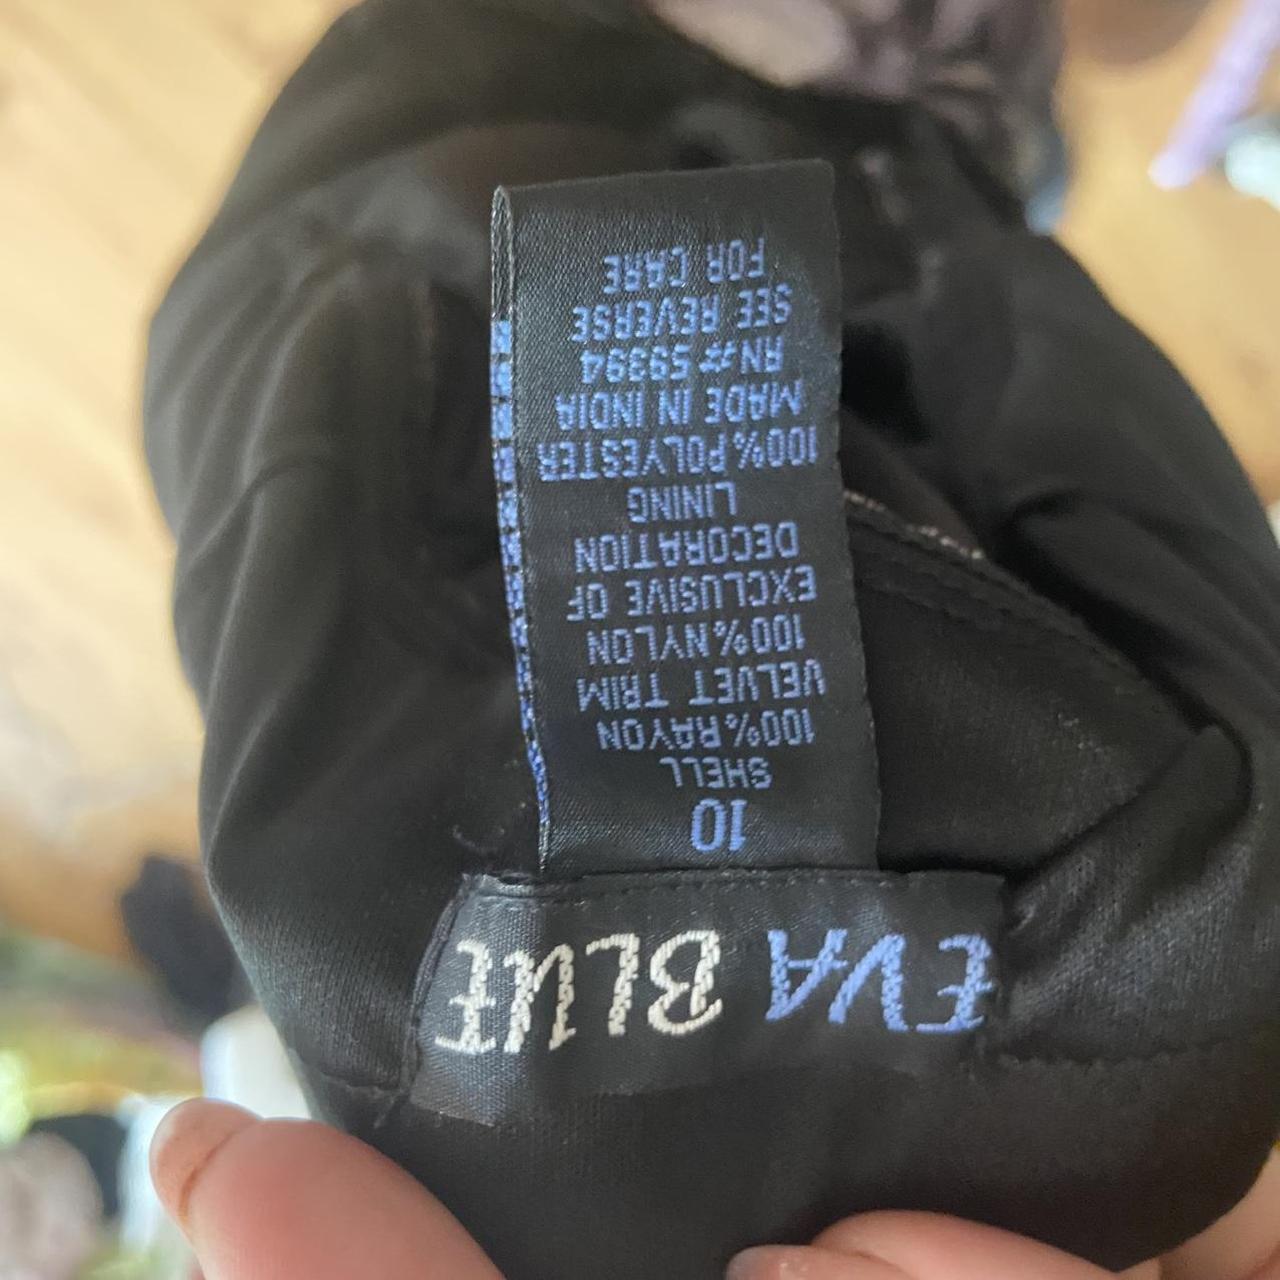 EVA BLUE
10
SHELL
100% RAYON
VELVET TRIM
100% NYLON
EXCLUSIVE OF
DECORATION
LINING
100% POLYESTER
MADE IN INDIA
RN# 59394
SEE REVERSE
FOR CARE